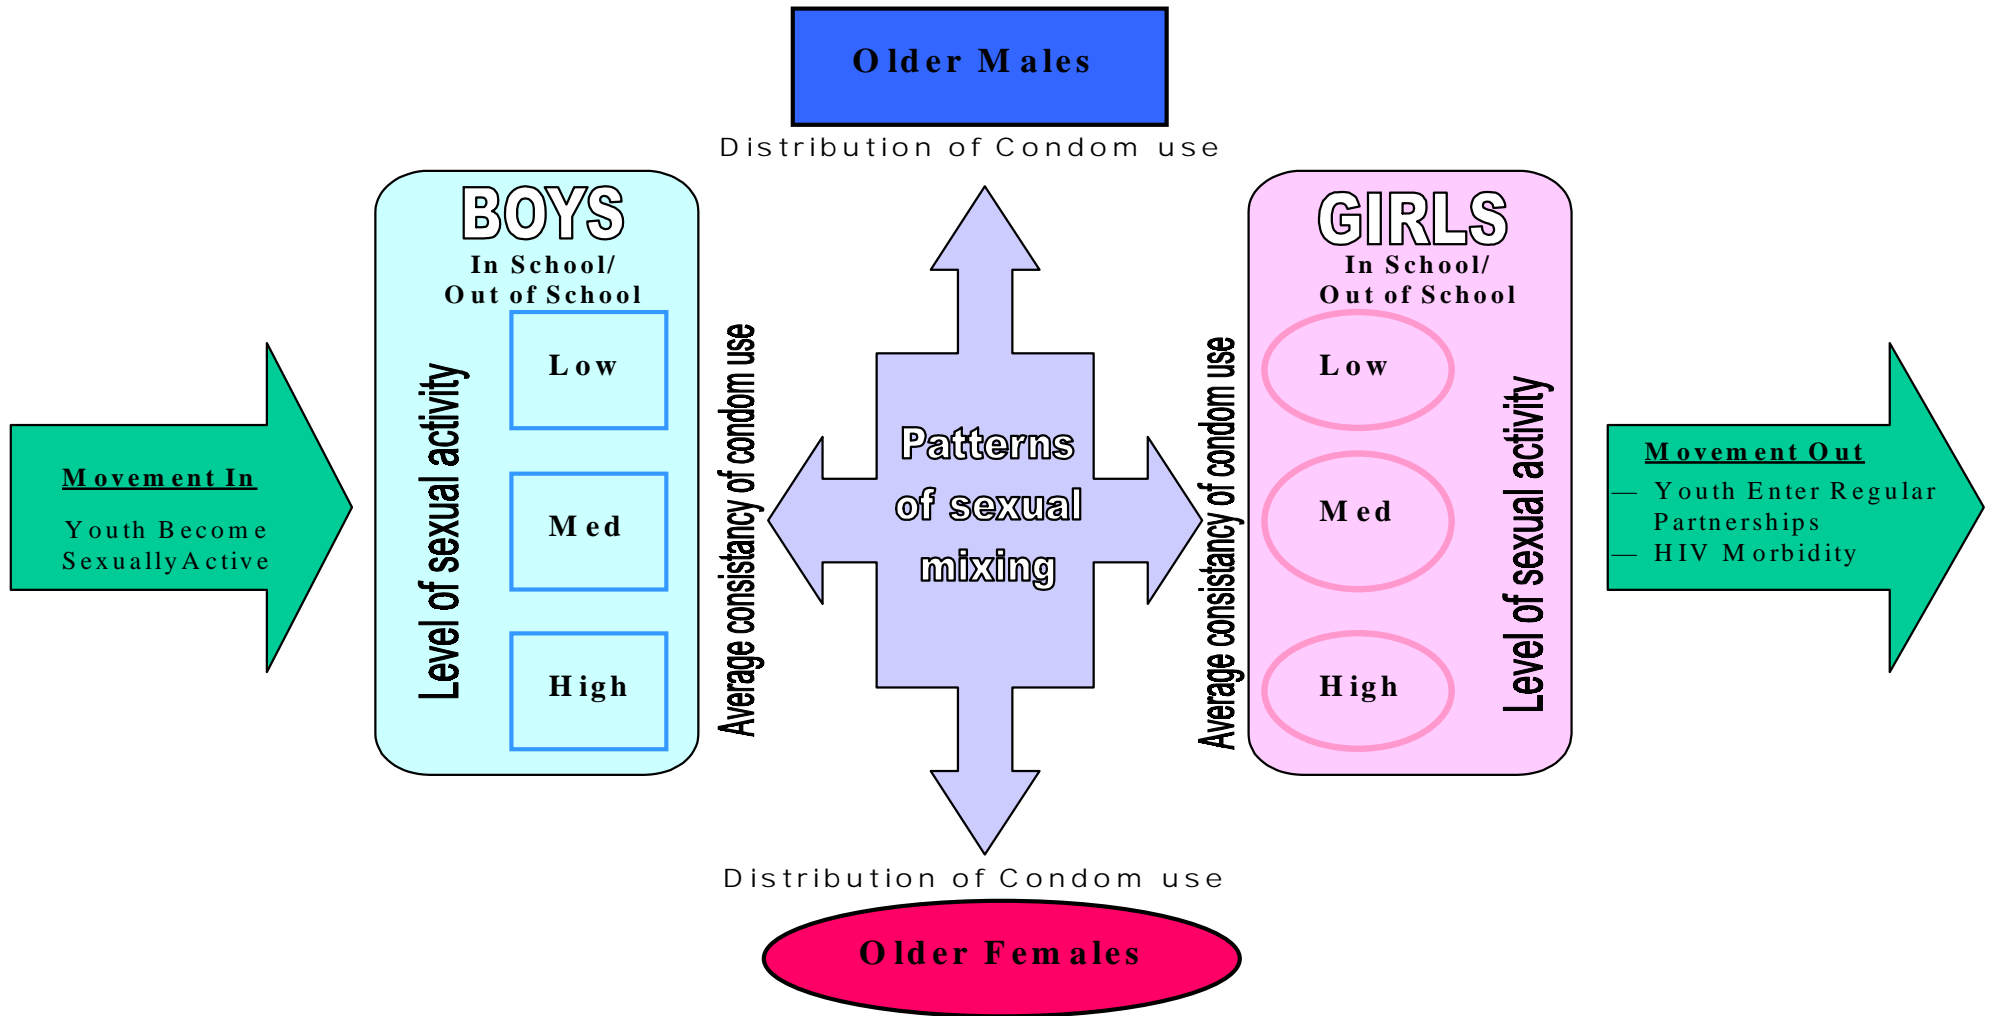 Older Males
Distribution of Condom use
BOYS
In School/
Out of School
Low
Med
High
Level of sexual activity
Average consistancy of condom use
Patterns
of sexual
mixing
GIRLS
In School/
Out of School
Low
Med
High
Average consistancy of condom use
Level of sexual activity
Movement In
Youth Become
Sexually Active
Movement Out
— Youth Enter Regular
Partnerships
— HIV Morbidity
Distribution of Condom use
Older Females